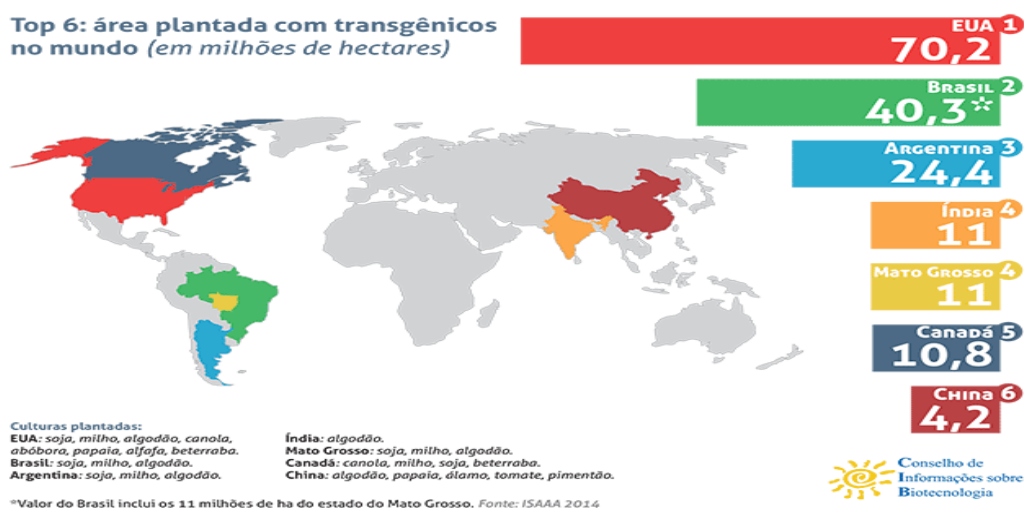 Top 6: área plantada com transgênicos
no mundo (em milhões de hectares)
EUA 1
70,2
Brasil 2
40,3*
Argentina 3
24,4
Índia 4
11
Mato Grosso 4
11
Canadá 5
10,8
China 6
4,2
Culturas plantadas:
EUA: soja, milho, algodão, canola,
abóbora, papaia, alfafa, beterraba.
Brasil: soja, milho, algodão.
Argentina: soja, milho, algodão.
Índia: algodão.
Mato Grosso: soja, milho, algodão.
Canadá: canola, milho, soja, beterraba.
China: algodão, papaia, álamo, tomate, pimentão.
*Valor do Brasil inclui os 11 milhões de ha do estado do Mato Grosso. Fonte: ISAAA 2014
Conselho de
Informações sobre
Biotecnologia